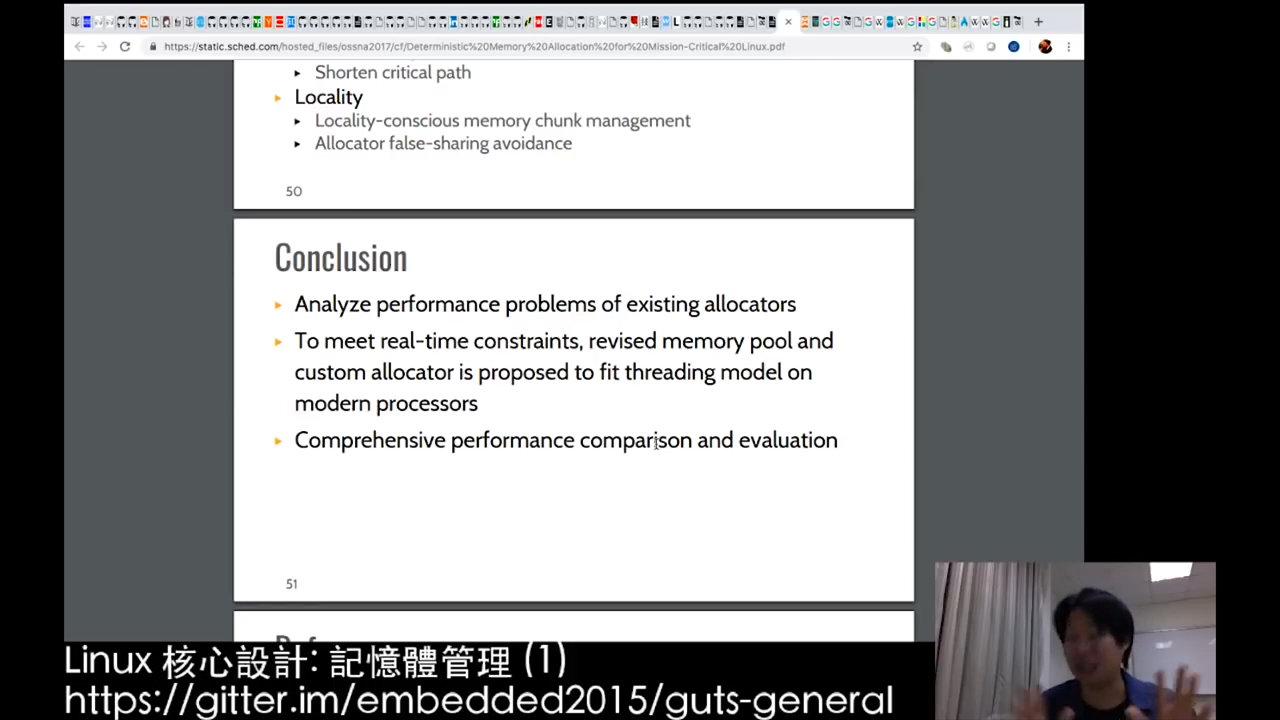 https://static.sched.com/hosted_files/ossna2017/cf/Deterministic%20Memory%20Allocation%20for%20Mission-Critical%20Linux.pdf
Shorten critical path
Locality
Locality-conscious memory chunk management
Allocator false-sharing avoidance
50
Conclusion
Analyze performance problems of existing allocators
To meet real-time constraints, revised memory pool and
custom allocator is proposed to fit threading model on
modern processors
Comprehensive performance comparison and evaluation
51
Linux 核心設計: 記憶體管理 (1)
https://gitter.im/embedded2015/guts-general